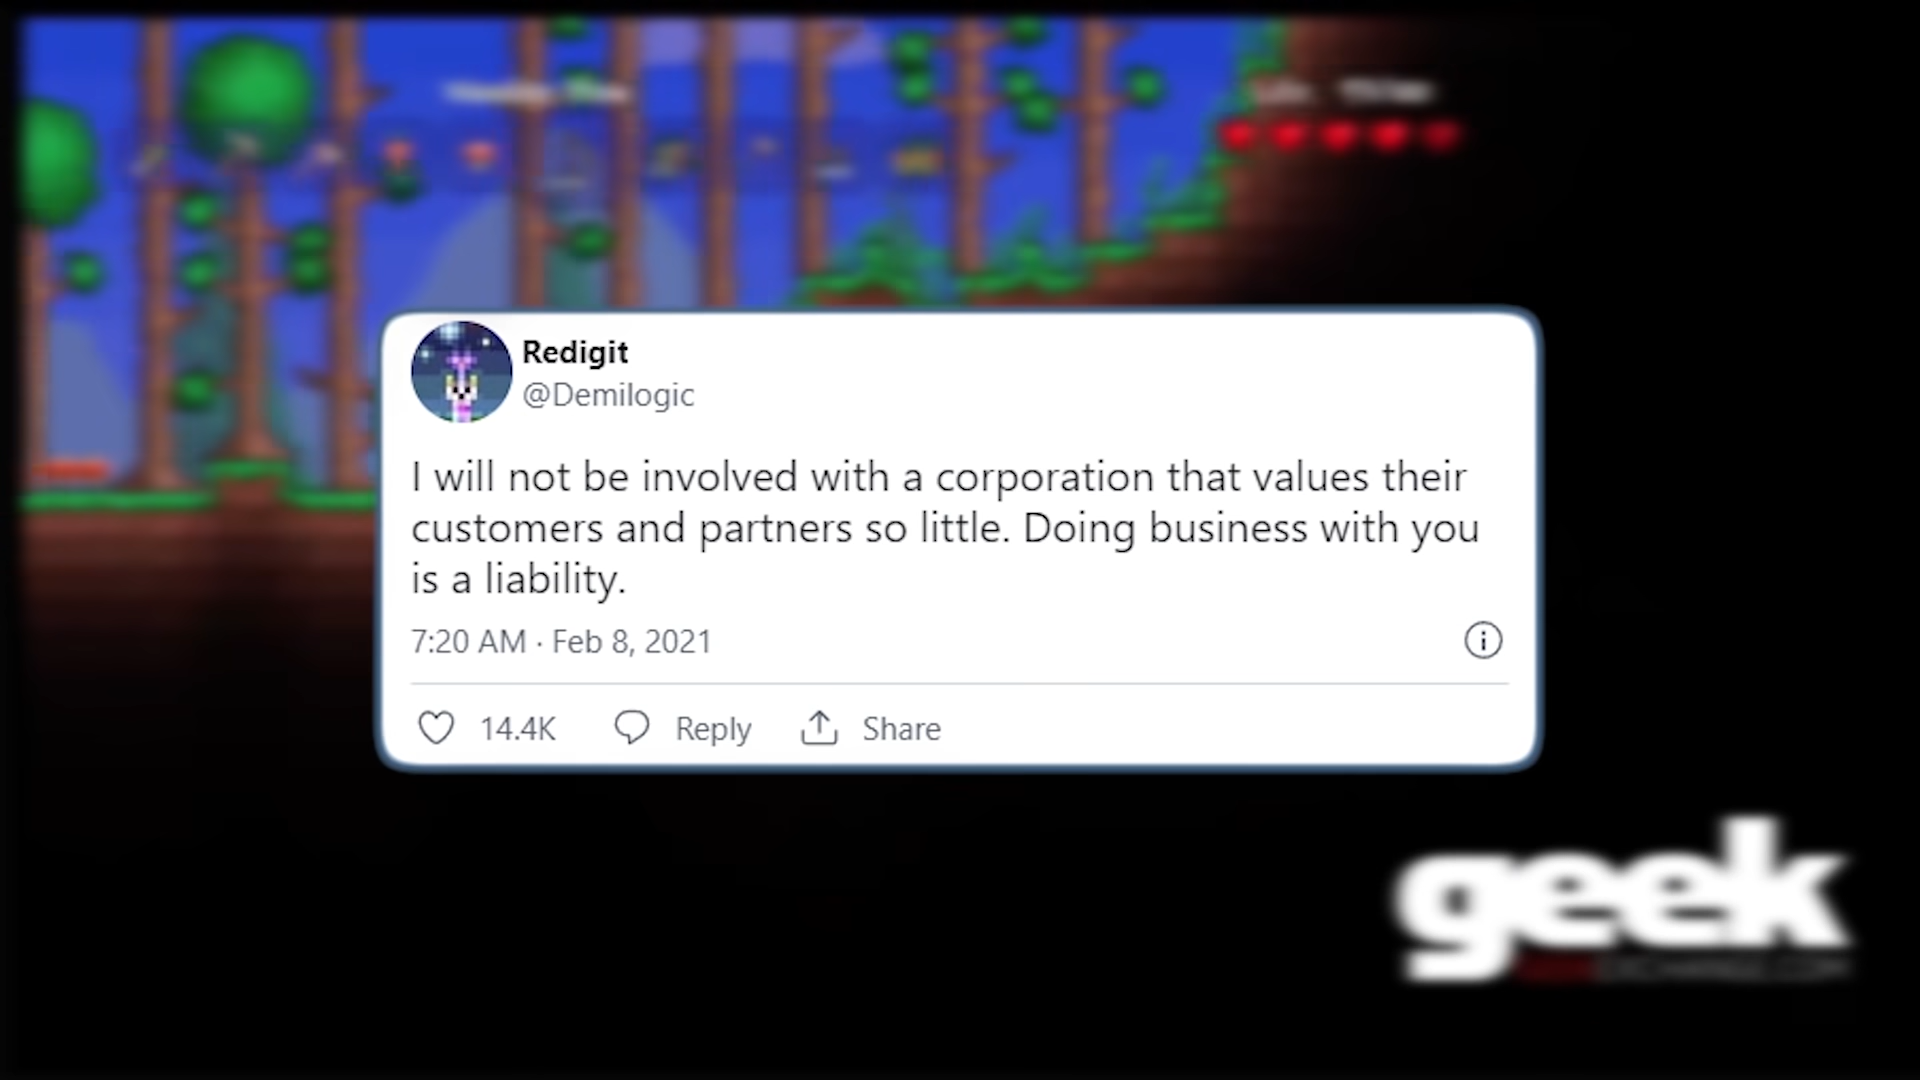 Redigit
@Demilogic
I will not be involved with a corporation that values their
customers and partners so little. Doing business with you
is a liability.
7:20 AM · Feb 8, 2021
14.4K Reply Share
geek